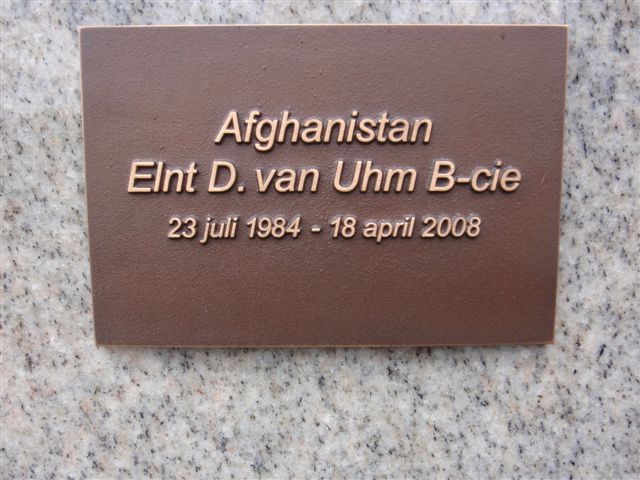 Afghanistan
Elnt D. van Uhm B-cie
23 juli 1984 - 18 april 2008